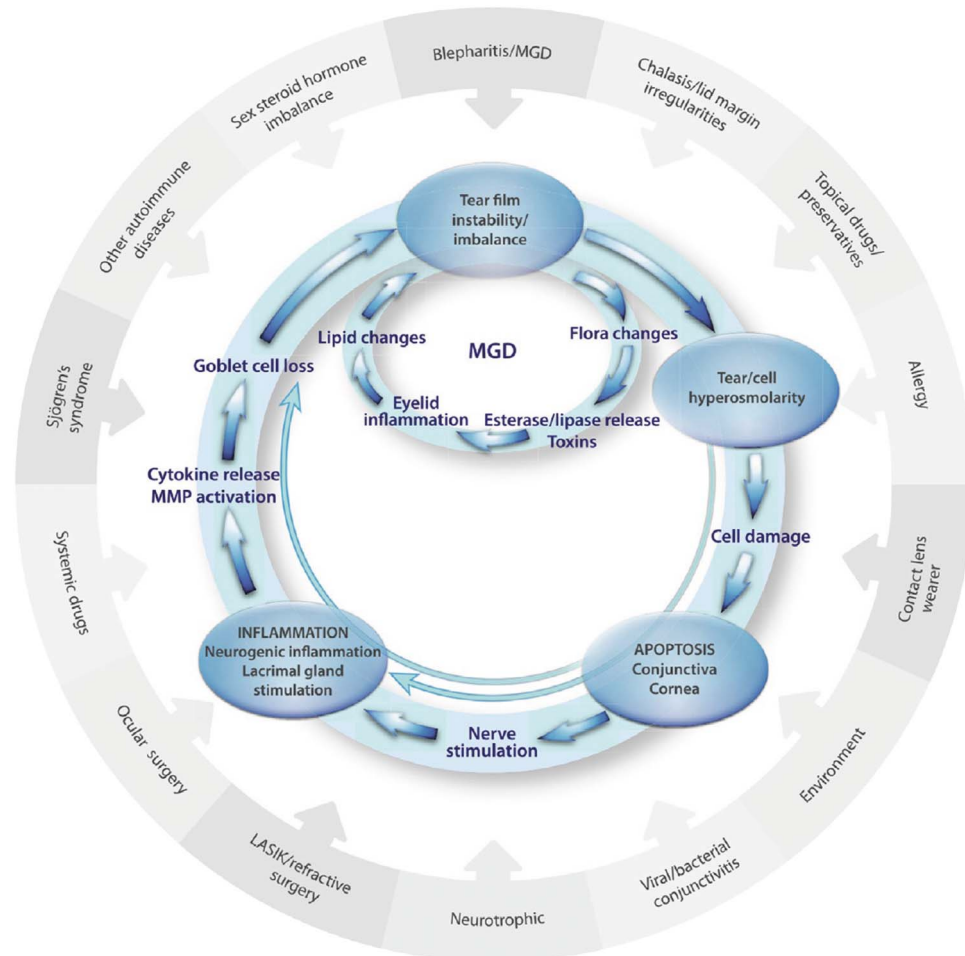 Blepharitis/MGD
Chalasis/lid margin
irregularities
Topical drugs/
preservatives
Allergy
Contact lens
wearer
Environment
Viral/bacterial
conjunctivitis
Neurotrophic
LASIK/refractive
surgery
Ocular surgery
Systemic drugs
Sjögren's
syndrome
Other autoimmune
diseases
Sex steroid hormone
imbalance
Tear film
instability/
imbalance
Tear/cell
hyperosmolarity
Cell damage
APOPTOSIS
Conjunctiva
Cornea
Nerve
stimulation
INFLAMMATION
Neurogenic inflammation
Lacrimal gland
stimulation
Cytokine release
MMP activation
Goblet cell loss
MGD
Flora changes
Esterase/lipase release
Toxins
Eyelid
inflammation
Lipid changes